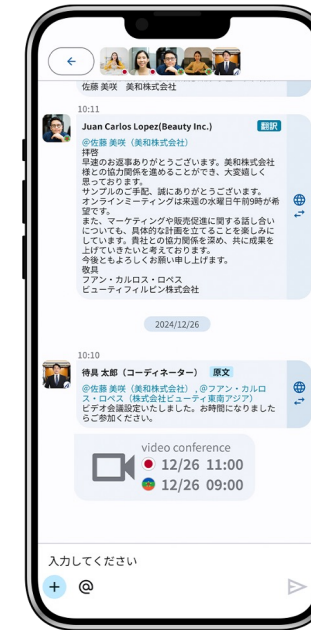 佐藤 美咲　美和株式会社
10:11
Juan Carlos Lopez(Beauty Inc.) 翻訳
@佐藤 美咲（美和株式会社）
拝啓
早速のお返事ありがとうございます。美和株式会社
様との協力関係を進めることができ、大変嬉しく
思っております。
サンプルのご手配、誠にありがとうございます。
オンラインミーティングは来週の水曜日午前9時が希
望です。
また、マーケティングや販売促進に関する話し合い
についても、具体的な計画を立てることを楽しみに
しています。貴社との協力関係を深め、共に成果を
上げていきたいと考えております。
今後ともよろしくお願い申し上げます。
敬具
フアン・カルロス・ロペス
ビューティフィルピン株式会社
2024/12/26
10:10
待具 太郎（コーディネーター） 原文
@佐藤 美咲（美和株式会社）, @フアン・カルロ
ス・ロペス（株式会社ビューティ東南アジア）
ビデオ会議設定いたしました。お時間になりました
らご参加ください。
video conference
12/26 11:00
12/26 09:00
入力してください
+ @